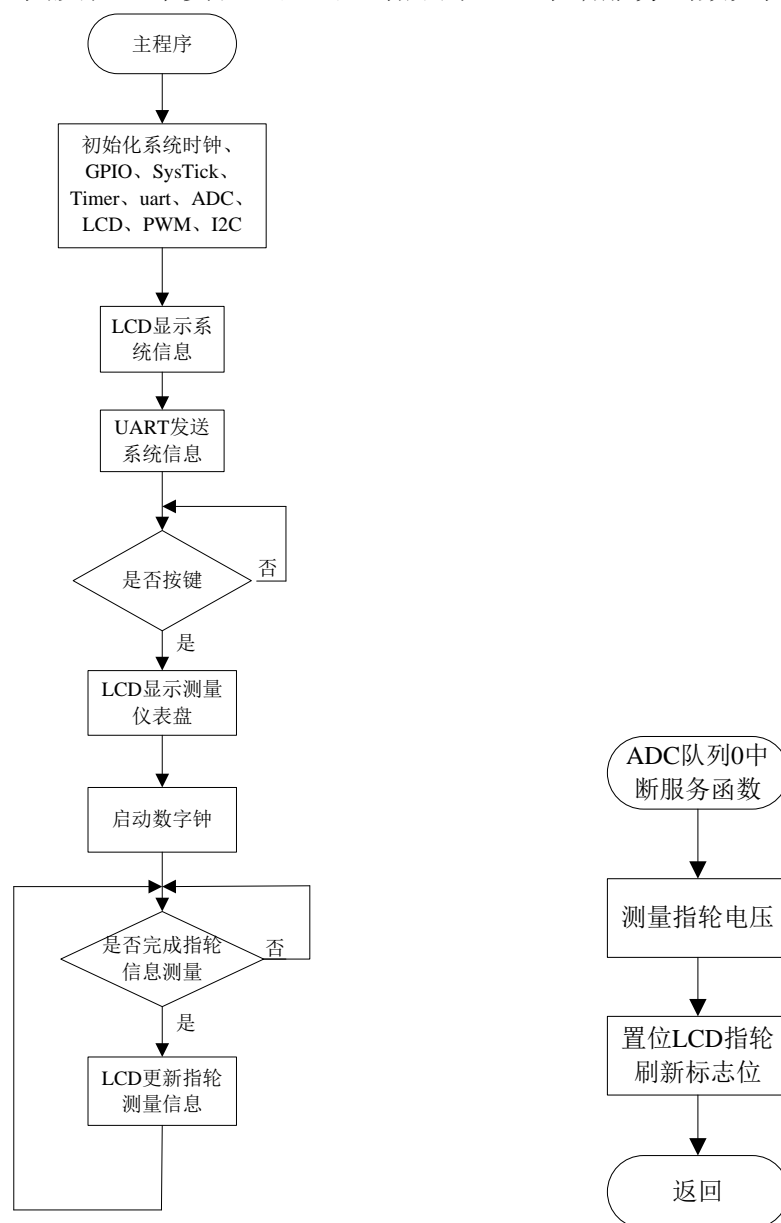 主程序
初始化系统时钟、
GPIO、SysTick、
Timer、uart、ADC、
LCD、PWM、I2C
LCD显示系
统信息
UART发送
系统信息
是否按键
否
是
LCD显示测量
仪表盘
启动数字钟
是否完成指轮
信息测量
否
是
LCD更新指轮
测量信息
ADC队列0中
断服务函数
测量指轮电压
置位LCD指轮
刷新标志位
返回